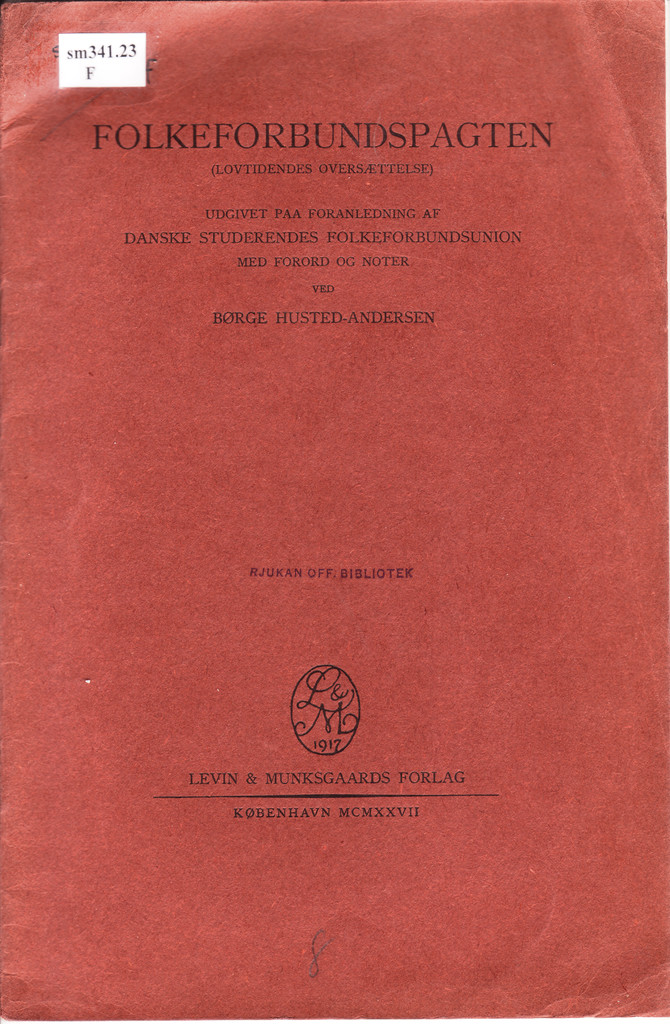 sm341.23
F
FOLKEFORBUNDSPAGTEN
(LOVTIDENDES OVERSÆTTELSE)
UDGIVET PAA FORANLEDNING AF
DANSKE STUDERENDES FOLKEFORBUNDSUNION
MED FORORD OG NOTER
VED
BØRGE HUSTED-ANDERSEN
RJUKAN OFF. BIBLIOTEK
L & M
1917
LEVIN & MUNKSGAARDS FORLAG
KØBENHAVN MCMXXVII
8